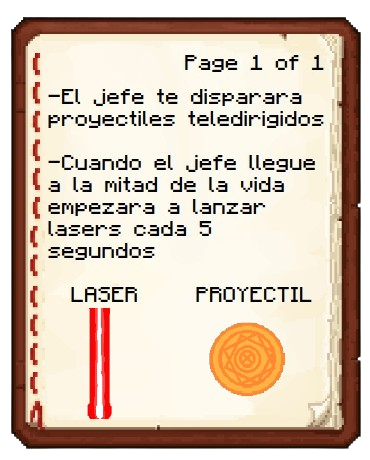 Page 1 of 1
-El jefe te disparara
proyectiles teledirigidos
-Cuando el jefe llegue
a la mitad de la vida
empezara a lanzar
lasers cada 5
segundos
LASER PROYECTIL